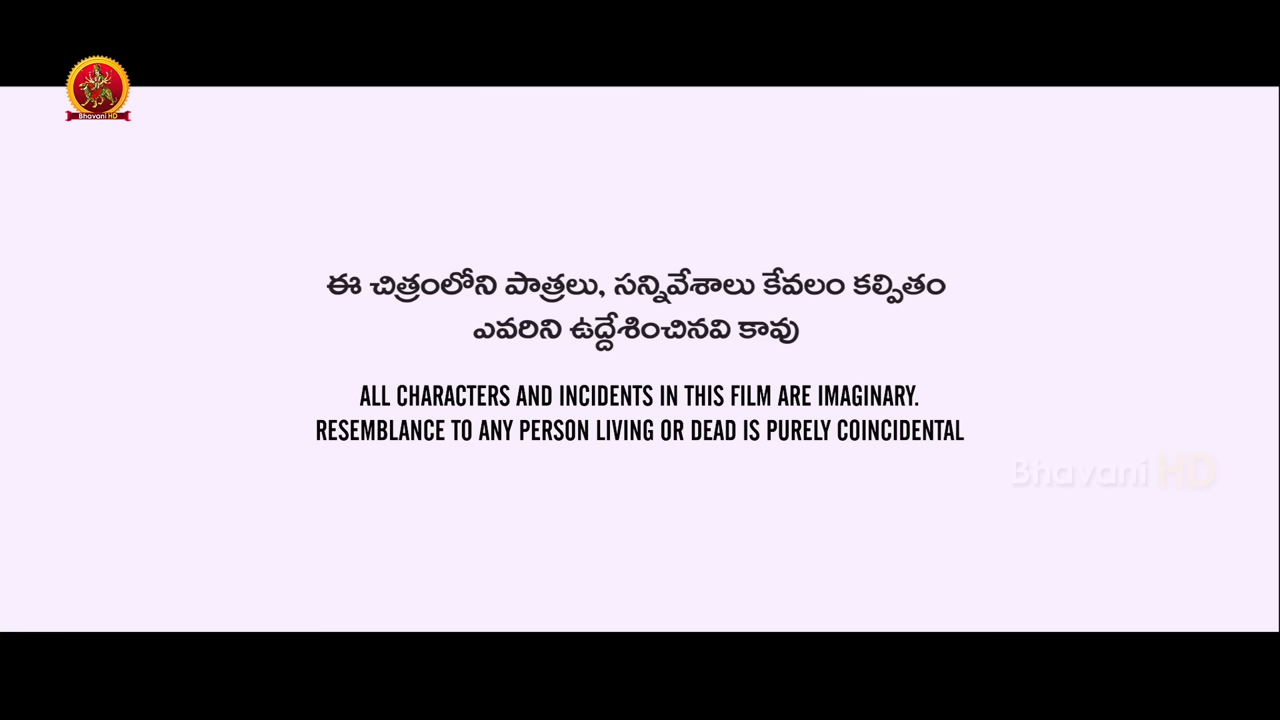 Bhavani HD
ఈ చిత్రంలోని పాత్రలు, సన్నివేశాలు కేవలం కల్పితం
ఎవరిని ఉద్దేశించినవి కావు
ALL CHARACTERS AND INCIDENTS IN THIS FILM ARE IMAGINARY.
RESEMBLANCE TO ANY PERSON LIVING OR DEAD IS PURELY COINCIDENTAL
Bhavani HD